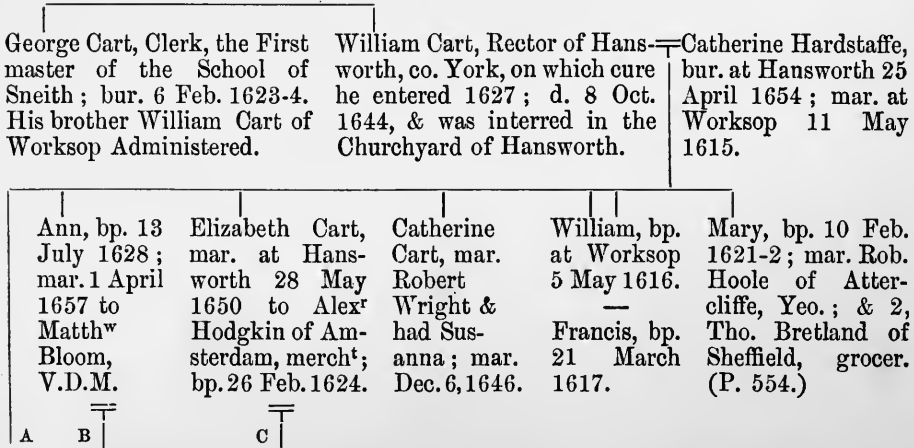 George Cart, Clerk, the First
master of the School of
Sneith ; bur. 6 Feb. 1623-4.
His brother William Cart of
Worksop Administered.
William Cart, Rector of Hans-
worth, co. York, on which cure
he entered 1627 ; d. 8 Oct.
1644, & was interred in the
Churchyard of Hansworth.
Catherine Hardstaffe,
bur. at Hansworth 25
April 1654 ; mar. at
Worksop 11 May
1615.
Ann, bp. 13
July 1628 ;
mar. 1 April
1657 to
Matthʷ
Bloom,
V.D.M.
Elizabeth Cart,
mar. at Hans-
worth 28 May
1650 to Alexʳ
Hodgkin of Am-
sterdam, merchᵗ;
bp. 26 Feb. 1624.
Catherine
Cart, mar.
Robert
Wright &
had Sus-
anna ; mar.
Dec. 6, 1646.
William, bp.
at Worksop
5 May 1616.
—
Francis, bp.
21 March
1617.
Mary, bp. 10 Feb.
1621-2 ; mar. Rob.
Hoole of Atter-
cliffe, Yeo. ; & 2,
Tho. Bretland of
Sheffield, grocer.
(P. 554.)
A B C